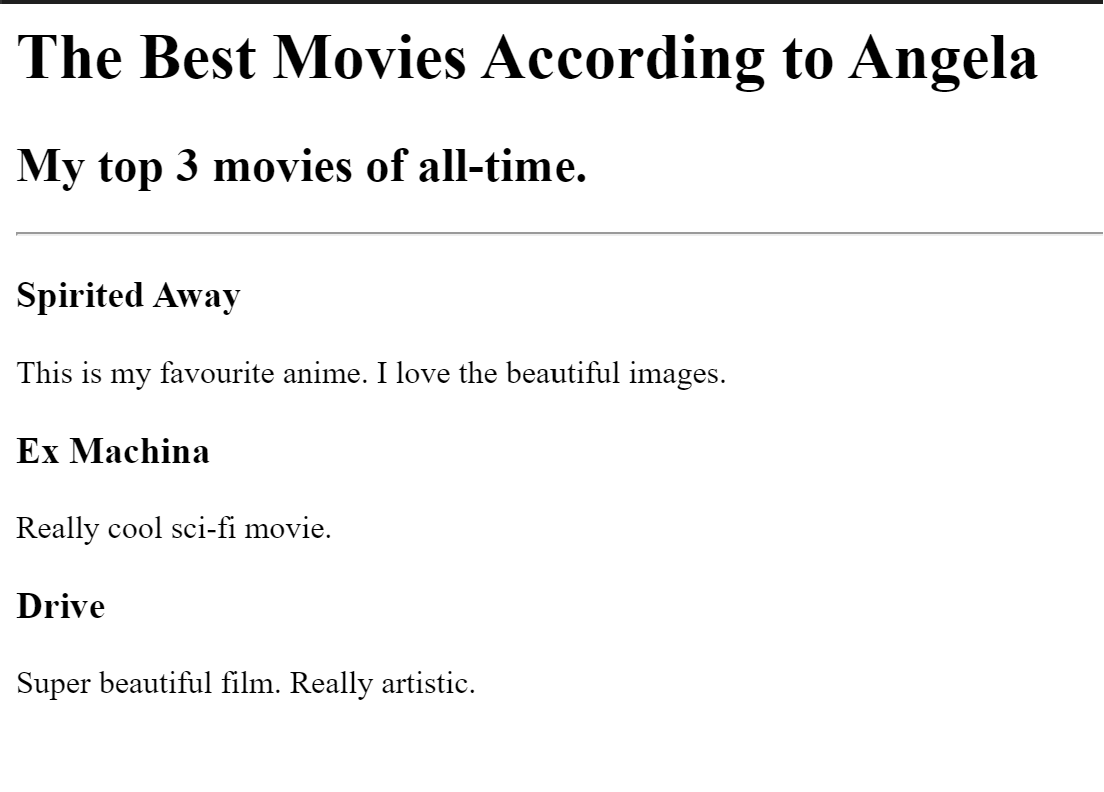 The Best Movies According to Angela
My top 3 movies of all-time.
Spirited Away
This is my favourite anime. I love the beautiful images.
Ex Machina
Really cool sci-fi movie.
Drive
Super beautiful film. Really artistic.